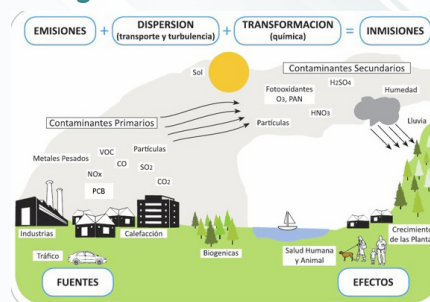 EMISIONES + DISPERSION + TRANSFORMACION = INMISIONES
(transporte y turbulencia)
(química)
Sol
Contaminantes Secundarios
H2SO4
Fotooxidantes
O3, PAN
Humedad
HNO3
Partículas
Lluvia
Contaminantes Primarios
Metales Pesados
VOC
Partículas
CO
SO2
NOx
CO2
PCB
Industrias
Calefacción
Tráfico
Biogenicas
Salud Humana
y Animal
Crecimiento
de las Planta
FUENTES
EFECTOS